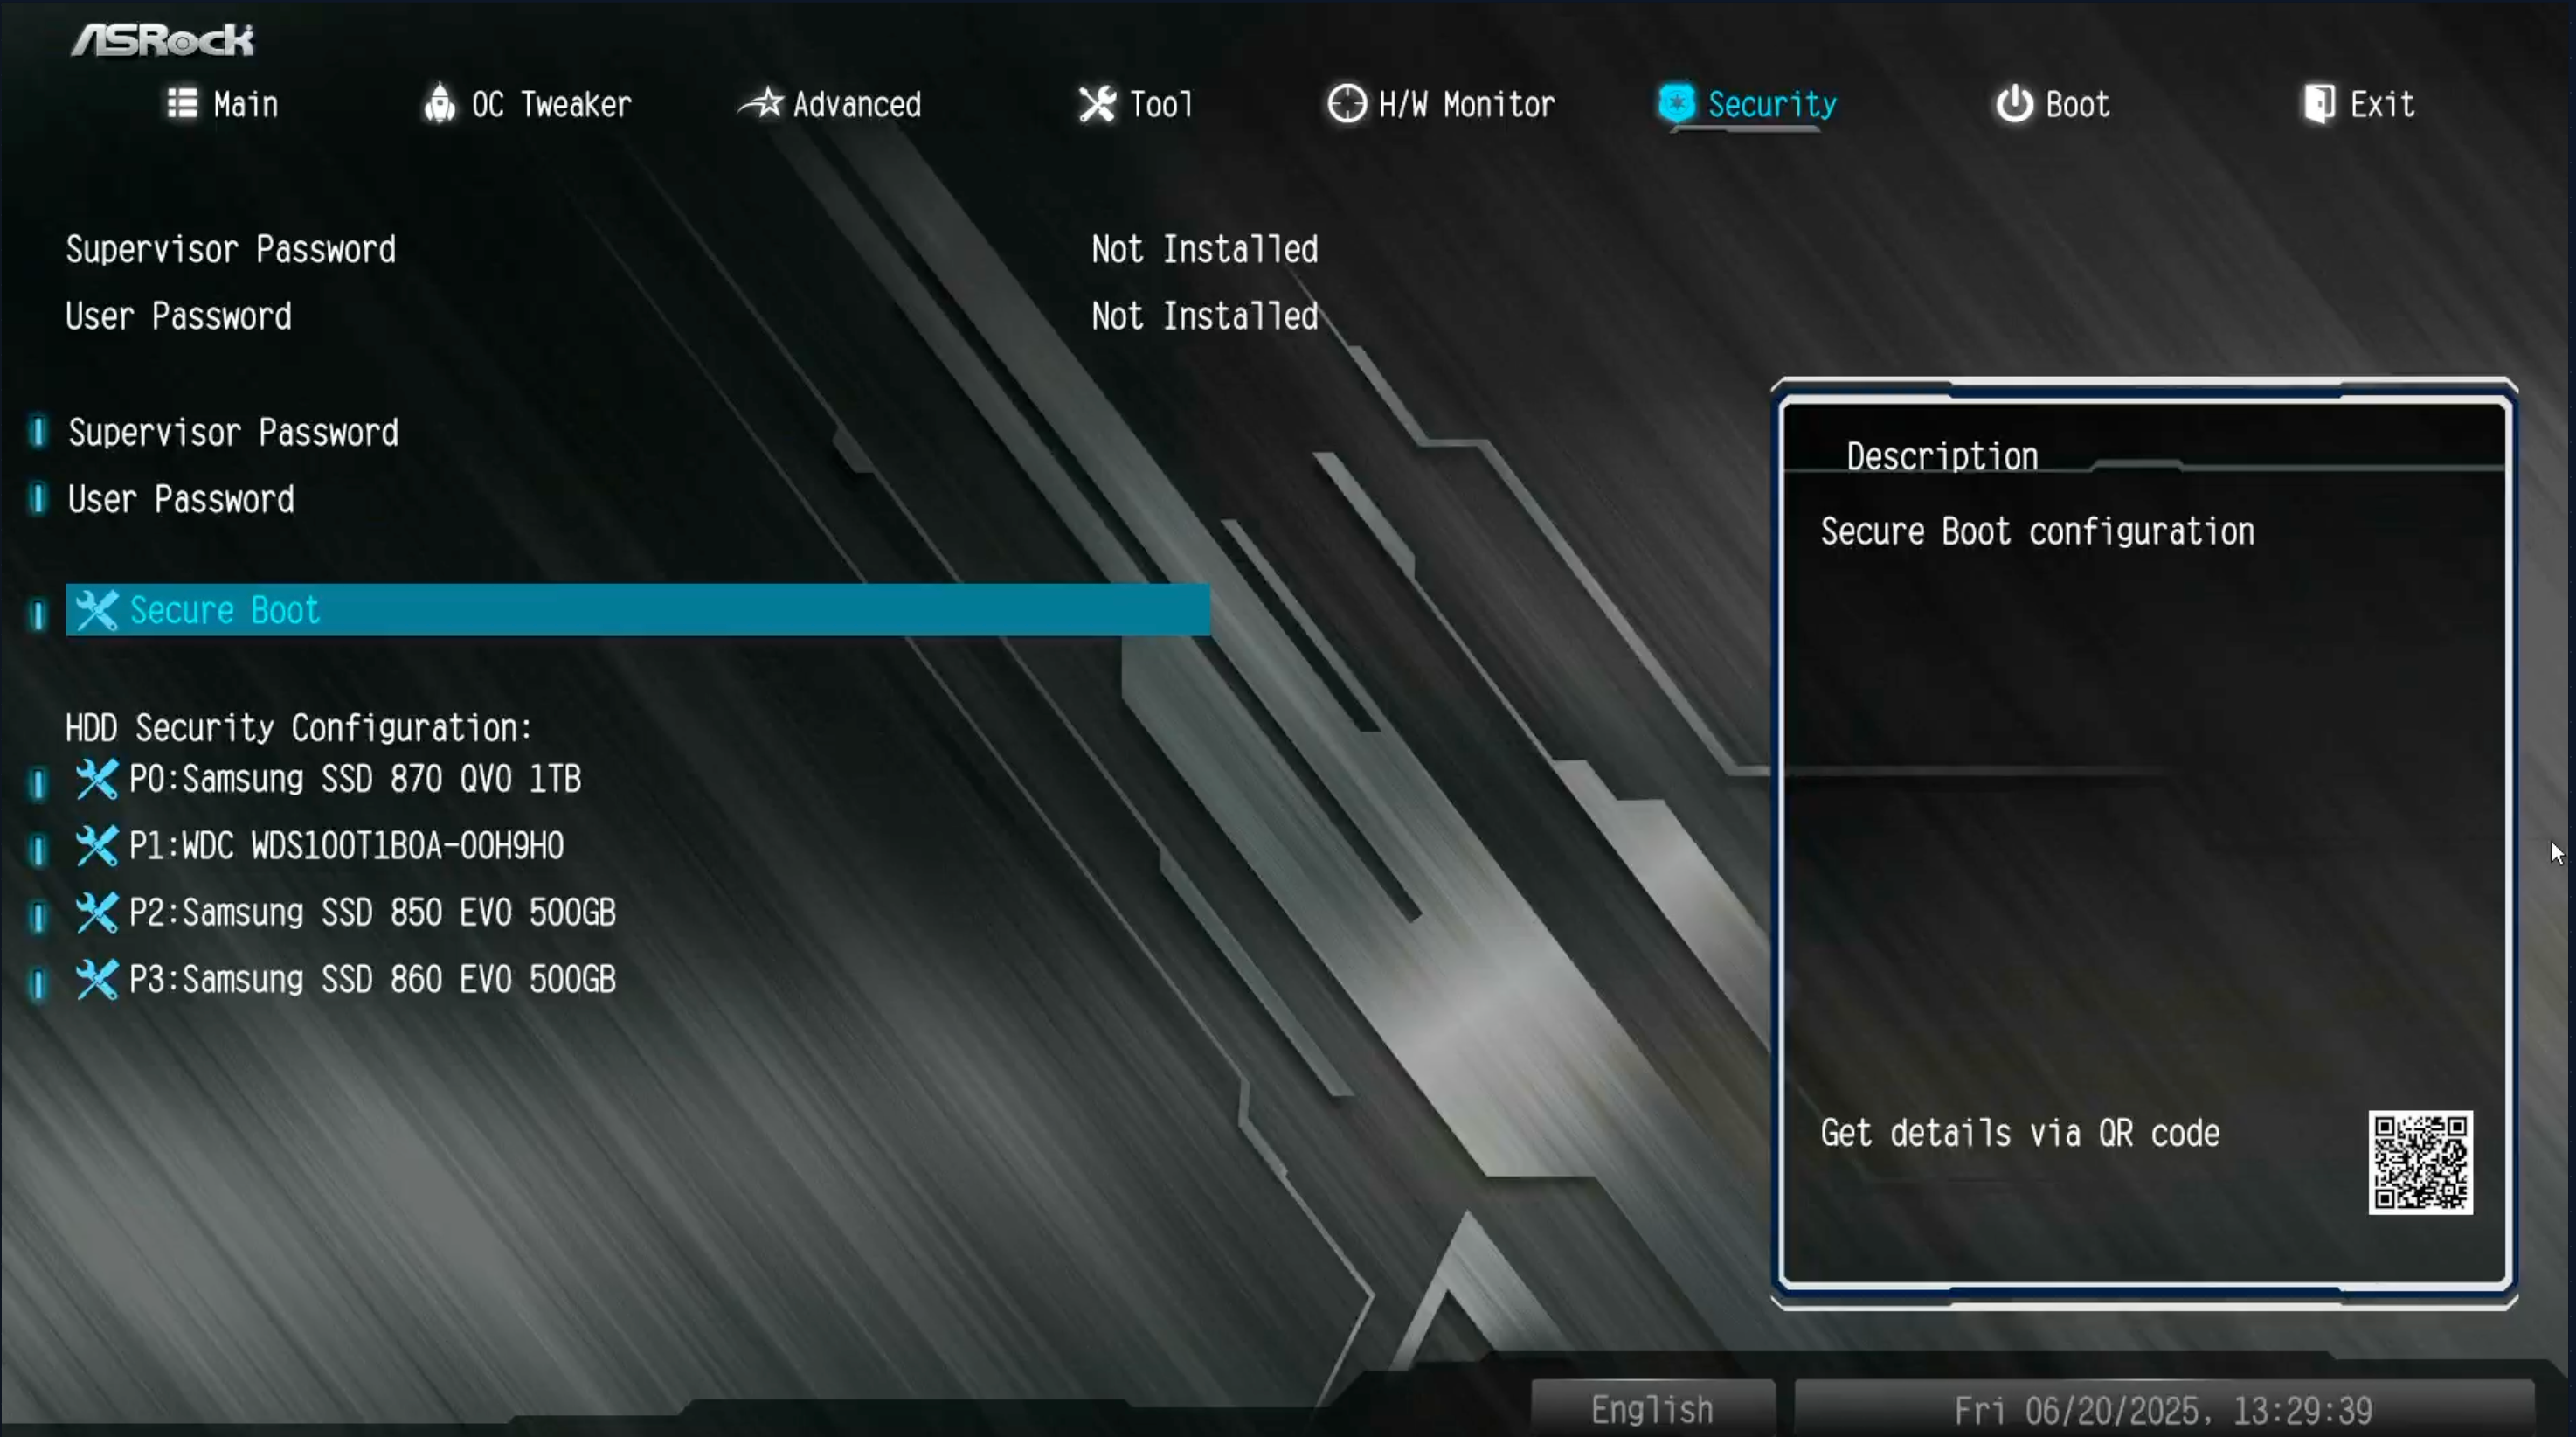 ASRock
Main OC Tweaker Advanced Tool H/W Monitor Security Boot Exit
Supervisor Password Not Installed
User Password Not Installed
Supervisor Password
User Password
Secure Boot
HDD Security Configuration:
P0:Samsung SSD 870 QVO 1TB
P1:WDC WDS100T1B0A-00H9H0
P2:Samsung SSD 850 EVO 500GB
P3:Samsung SSD 860 EVO 500GB
Description
Secure Boot configuration
Get details via QR code
English Fri 06/20/2025, 13:29:39